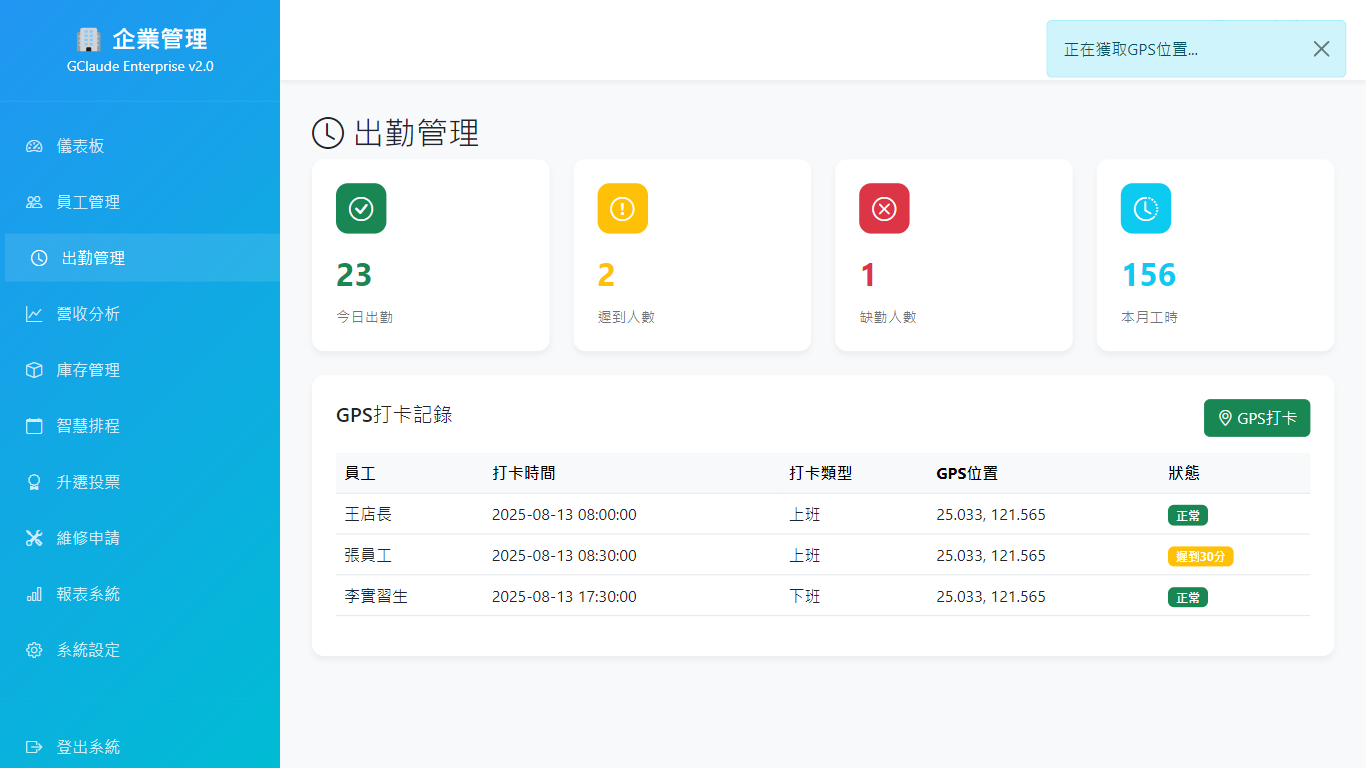 企業管理
GClaude Enterprise v2.0
儀表板
員工管理
出勤管理
營收分析
庫存管理
智慧排程
升遷投票
維修申請
報表系統
系統設定
登出系統
正在獲取GPS位置...
出勤管理
23
今日出勤
2
遲到人數
1
缺勤人數
156
本月工時
GPS打卡記錄
GPS打卡
員工 打卡時間 打卡類型 GPS位置 狀態
王店長 2025-08-13 08:00:00 上班 25.033, 121.565 正常
張員工 2025-08-13 08:30:00 上班 25.033, 121.565 遲到30分
李實習生 2025-08-13 17:30:00 下班 25.033, 121.565 正常